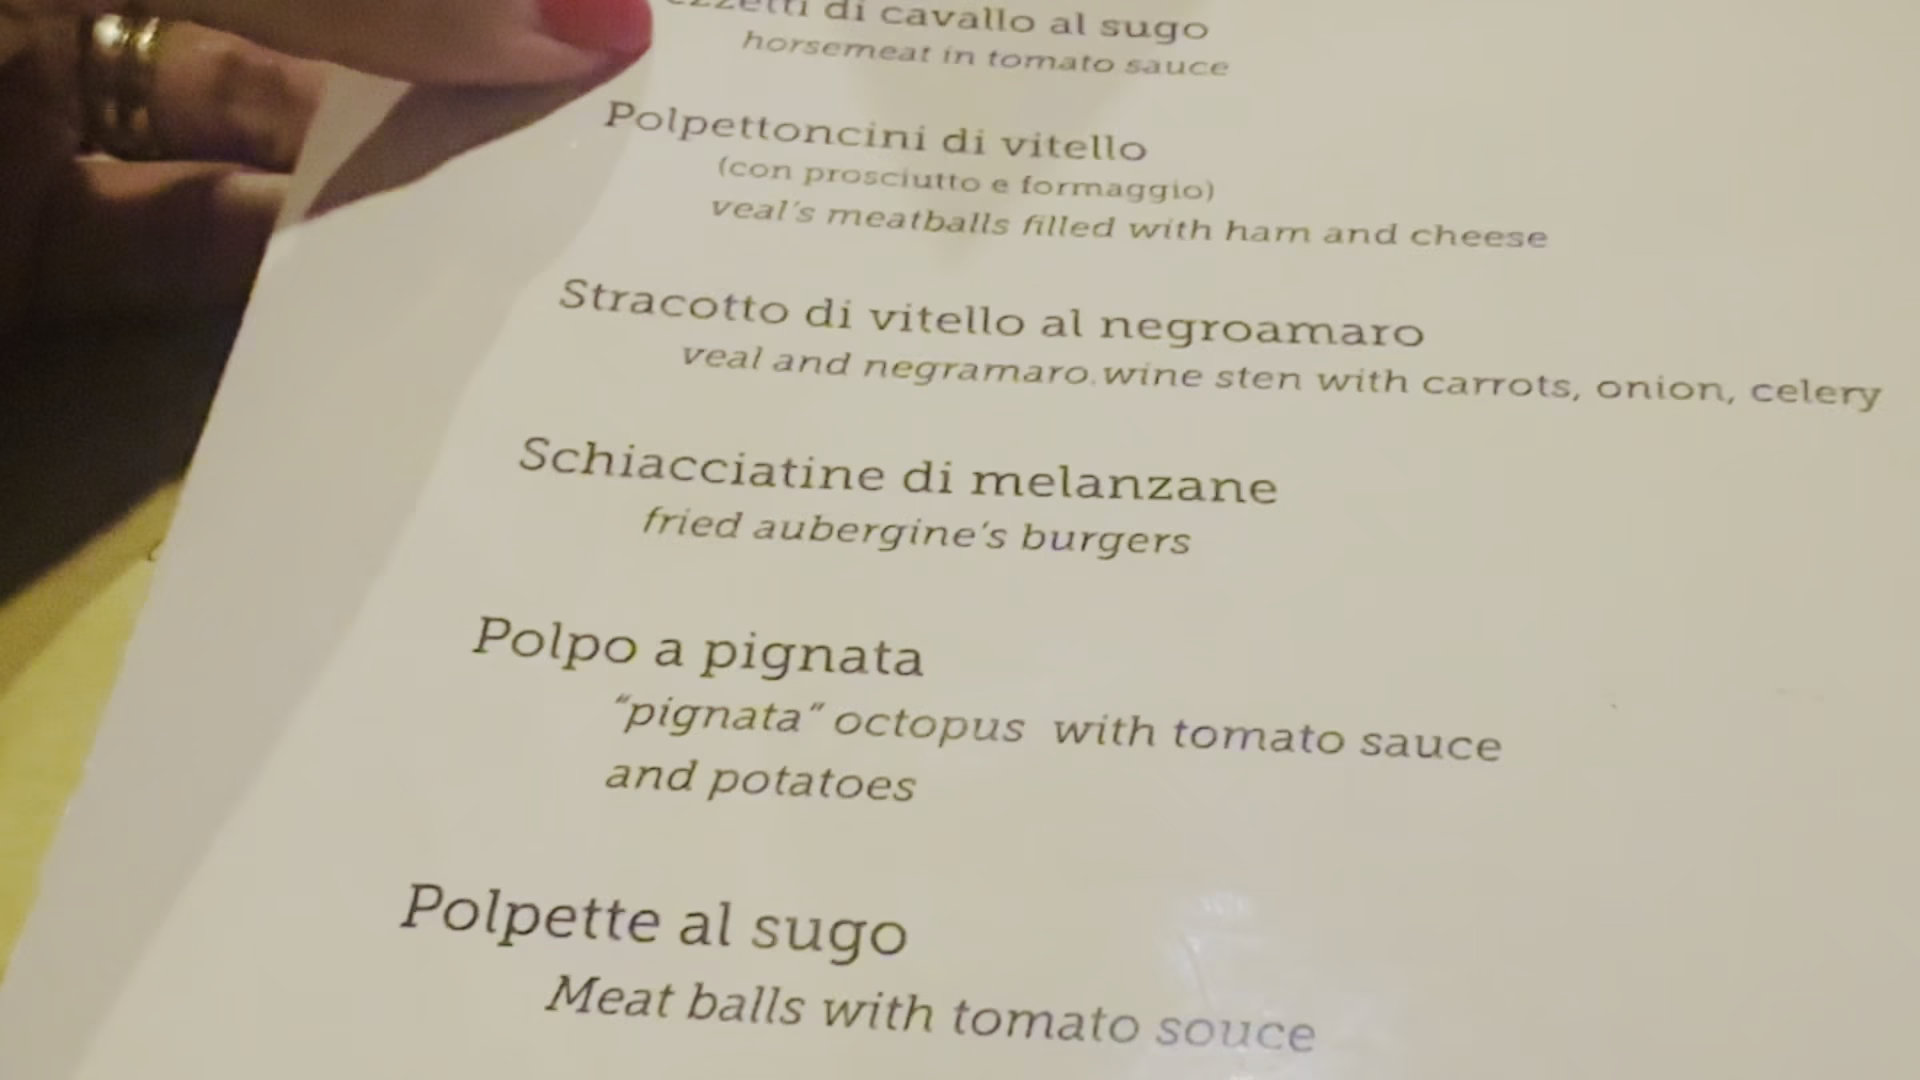 di cavallo al sugo
horsemeat in tomato sauce
Polpettoncini di vitello
(con prosciutto e formaggio)
veal's meatballs filled with ham and cheese
Stracotto di vitello al negroamaro
veal and negramaro.wine sten with carrots, onion, celery
Schiacciatine di melanzane
fried aubergine's burgers
Polpo a pignata
"pignata" octopus with tomato sauce
and potatoes
Polpette al sugo
Meat balls with tomato souce